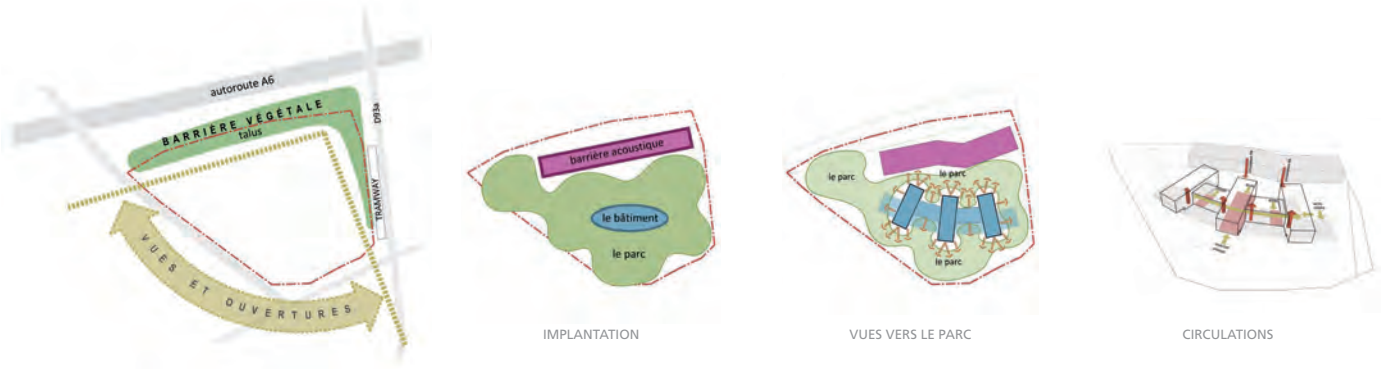 autoroute A6
BARRIÈRE VÉGÉTALE
talus
D93a
TRAMWAY
VUES ET OUVERTURES
barrière acoustique
le bâtiment
le parc
IMPLANTATION
le parc
le parc
le parc
VUES VERS LE PARC
CIRCULATIONS